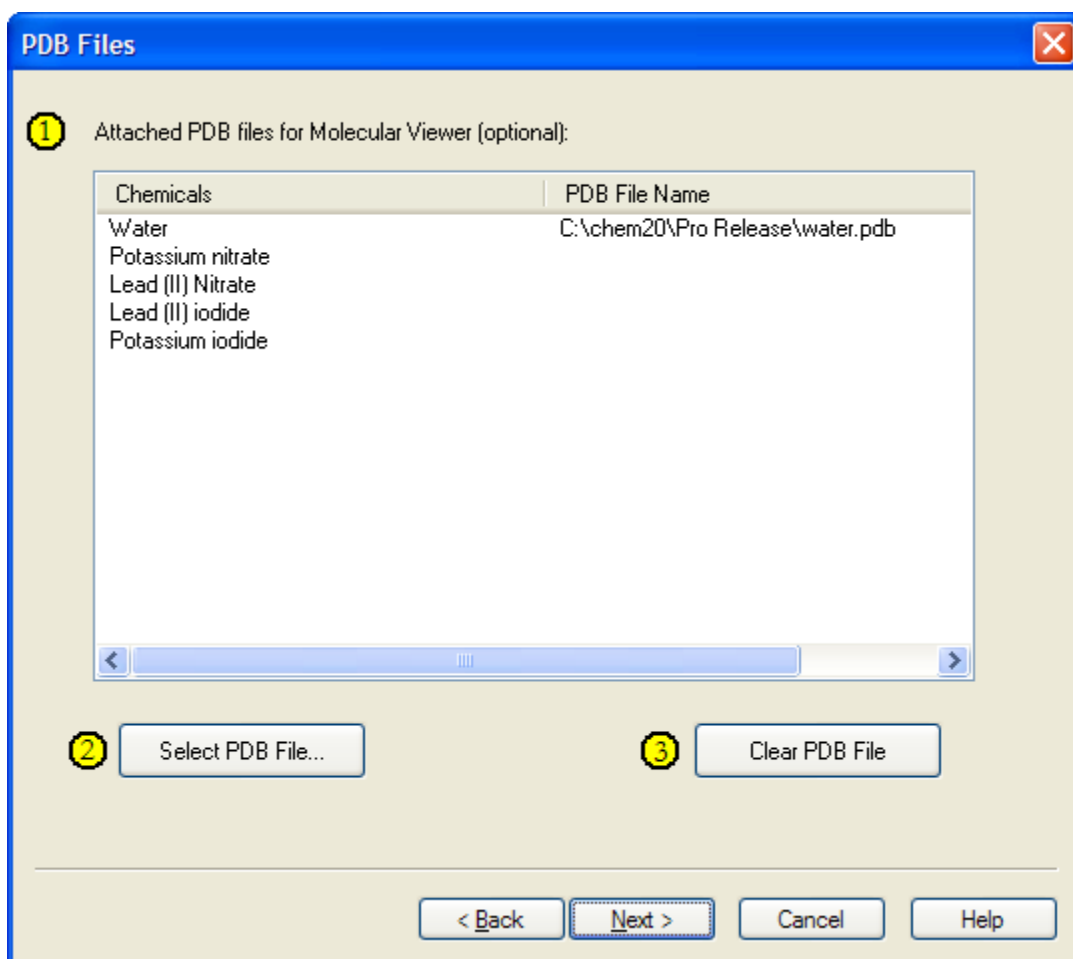 PDB Files
1 Attached PDB files for Molecular Viewer (optional):
Chemicals PDB File Name
Water C:\chem20\Pro Release\water.pdb
Potassium nitrate
Lead (II) Nitrate
Lead (II) iodide
Potassium iodide
2 Select PDB File... 3 Clear PDB File
< Back Next > Cancel Help